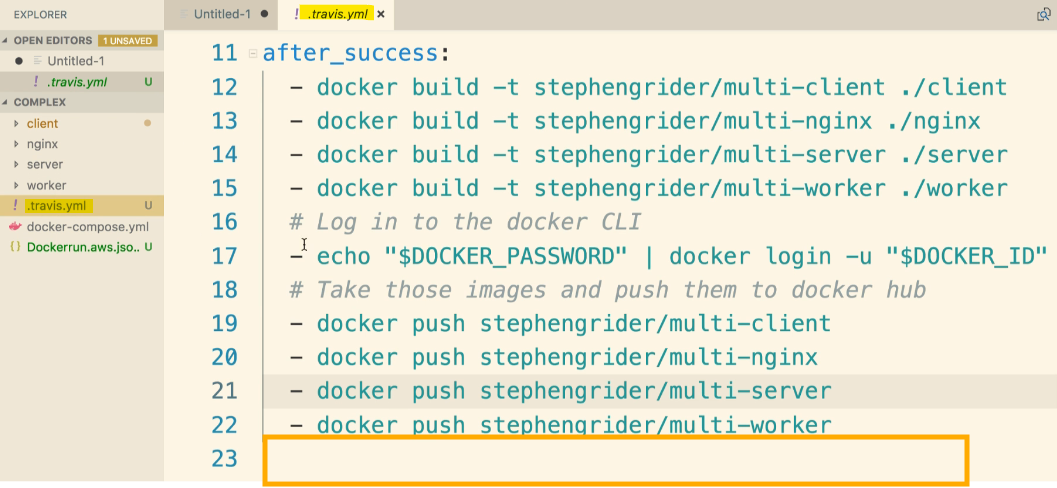 EXPLORER
Untitled-1
! .travis.yml ×
OPEN EDITORS 1 UNSAVED
Untitled-1
! .travis.yml U
COMPLEX
client
nginx
server
worker
! .travis.yml U
docker-compose.yml
{} Dockerrun.aws.jso.. U
11 after_success:
12 - docker build -t stephengrider/multi-client ./client
13 - docker build -t stephengrider/multi-nginx ./nginx
14 - docker build -t stephengrider/multi-server ./server
15 - docker build -t stephengrider/multi-worker ./worker
16 # Log in to the docker CLI
17 - echo "$DOCKER_PASSWORD" | docker login -u "$DOCKER_ID"
18 # Take those images and push them to docker hub
19 - docker push stephengrider/multi-client
20 - docker push stephengrider/multi-nginx
21 - docker push stephengrider/multi-server
22 - docker push stephengrider/multi-worker
23